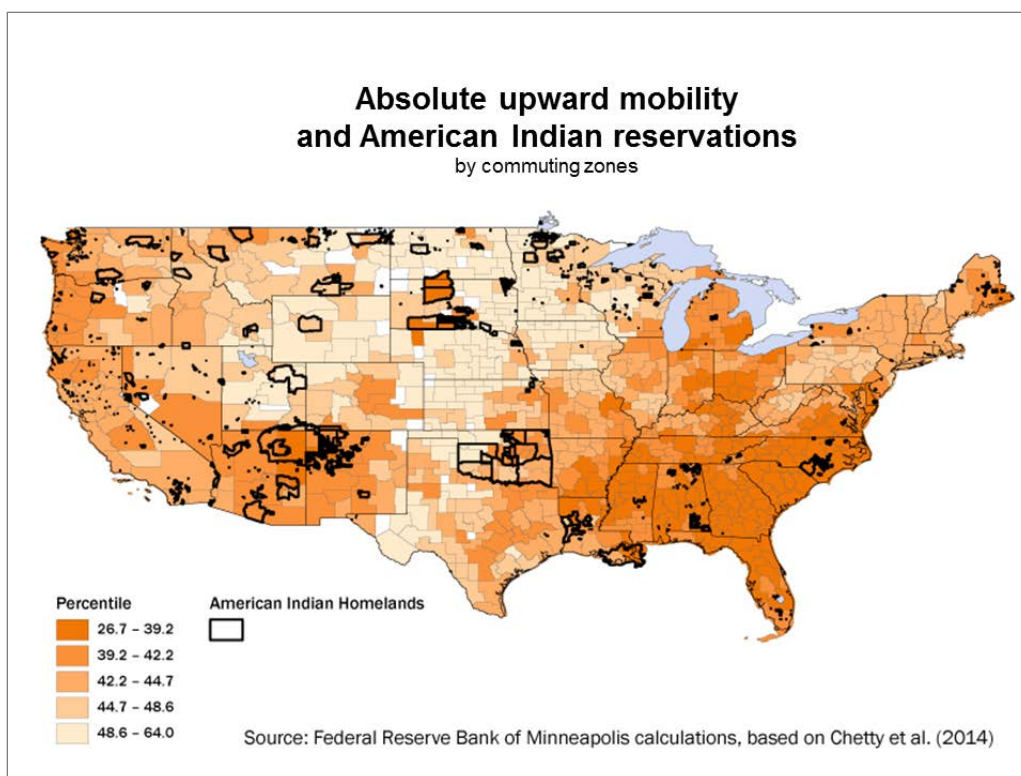 Absolute upward mobility
and American Indian reservations
by commuting zones
Percentile
26.7 – 39.2
39.2 – 42.2
42.2 – 44.7
44.7 – 48.6
48.6 – 64.0
American Indian Homelands
Source: Federal Reserve Bank of Minneapolis calculations, based on Chetty et al. (2014)